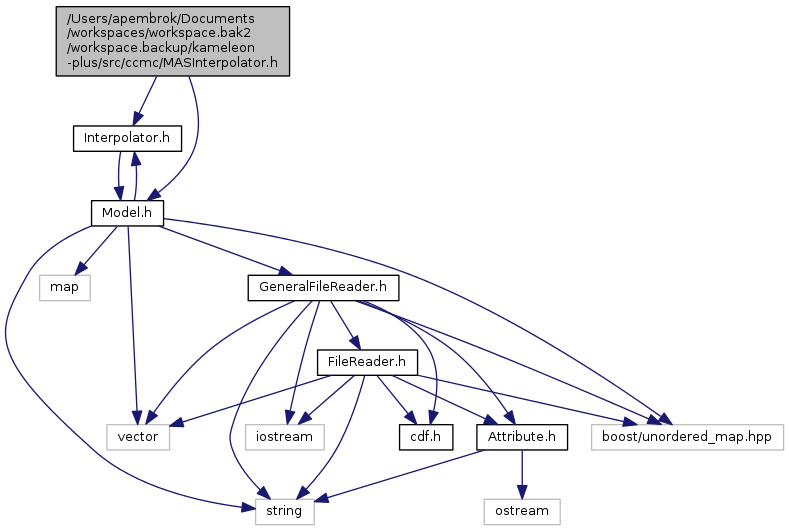 /Users/apembrok/Documents
/workspaces/workspace.bak2
/workspace.backup/kameleon
-plus/src/ccmc/MASInterpolator.h
Interpolator.h
Model.h
map
GeneralFileReader.h
FileReader.h
vector
iostream
cdf.h
Attribute.h
boost/unordered_map.hpp
string
ostream